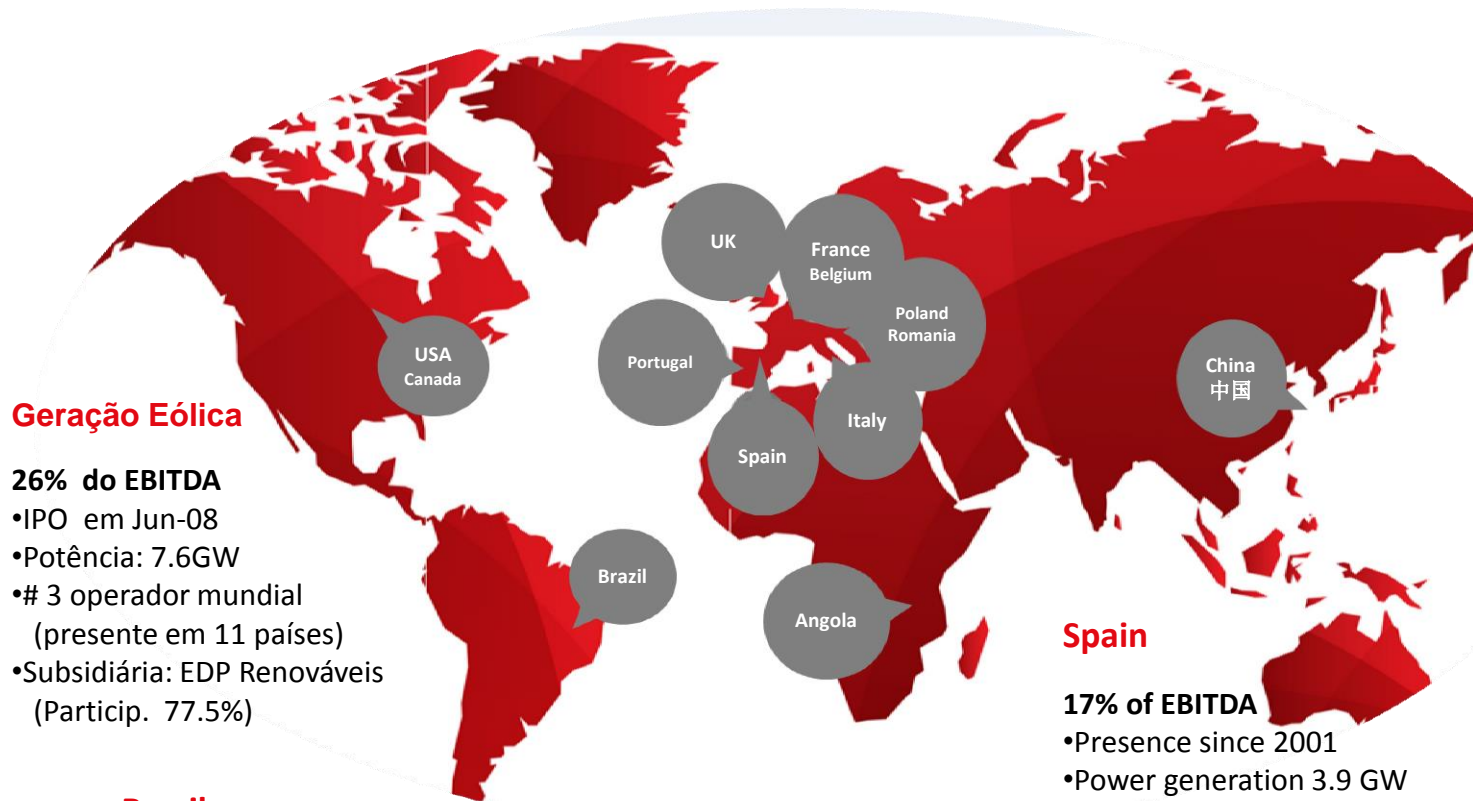 UK
France
Belgium
Poland
Romania
Portugal
USA
Canada
China
中国
Italy
Spain
Geração Eólica
26% do EBITDA
•IPO em Jun-08
•Potência: 7.6GW
•# 3 operador mundial
(presente em 11 países)
•Subsidiária: EDP Renováveis
(Particip. 77.5%)
Brazil
Angola
Spain
17% of EBITDA
•Presence since 2001
•Power generation 3.9 GW